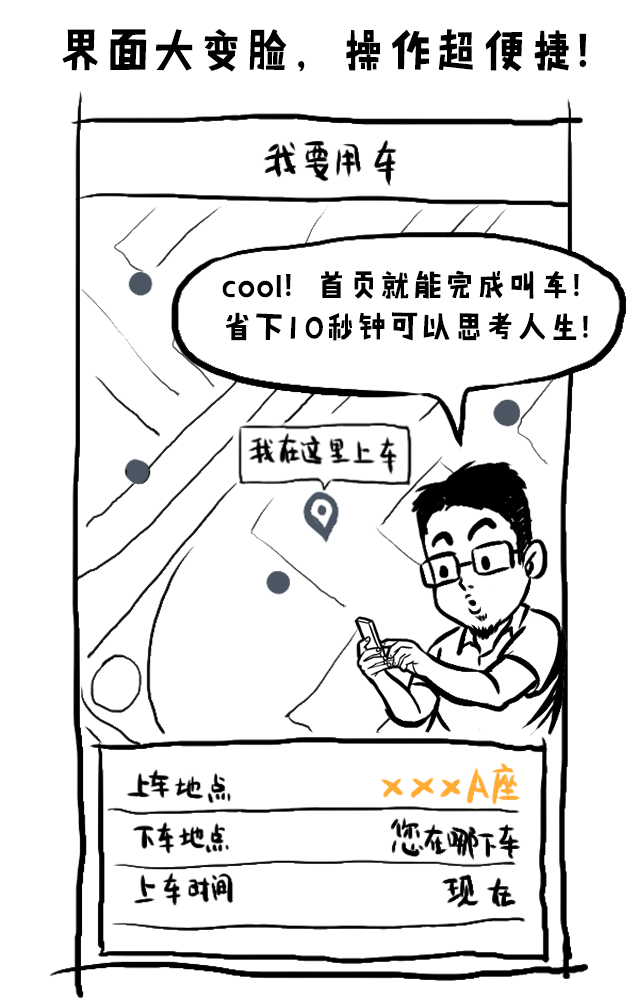 界面大变脸，操作超便捷！
我要用车
cool！首页就能完成叫车！
省下10秒钟可以思考人生！
我在这里上车
上车地点 ×××A座
下车地点 您在哪下车
上车时间 现在